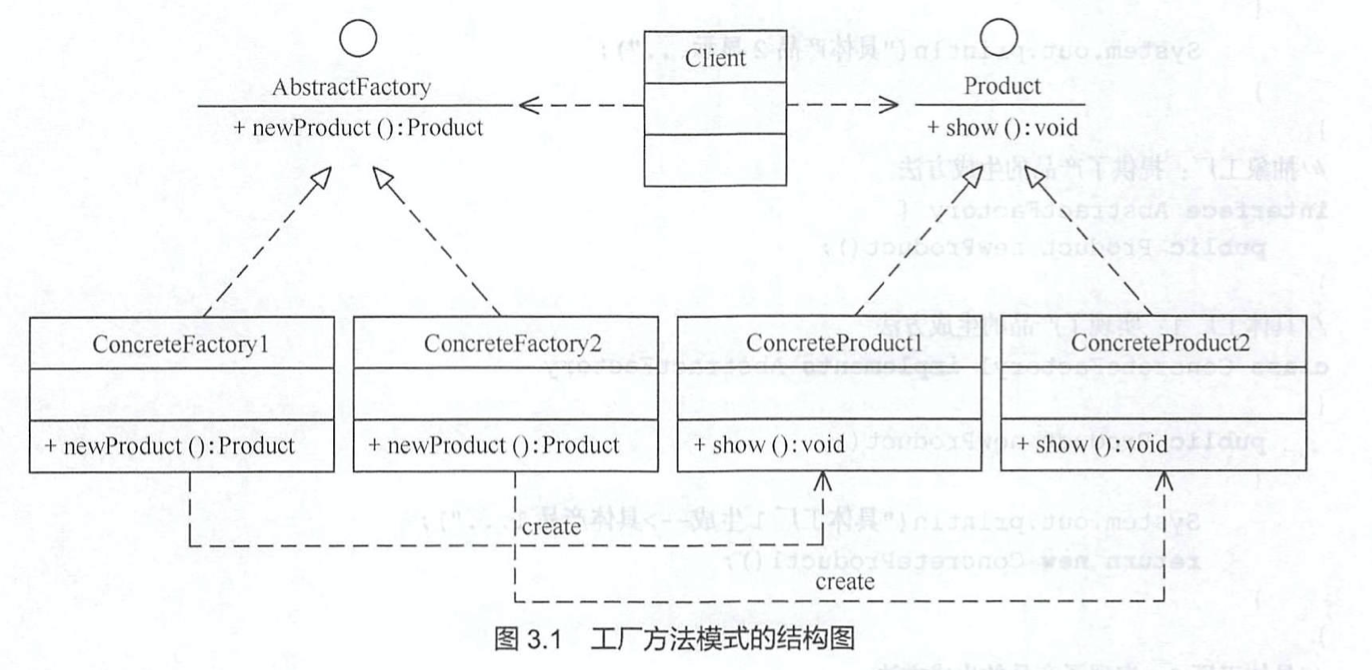 AbstractFactory
+ newProduct ():Product
Client
Product
+ show ():void
ConcreteFactory1
+ newProduct ():Product
ConcreteFactory2
+ newProduct ():Product
ConcreteProduct1
+ show ():void
ConcreteProduct2
+ show ():void
create
create
图 3.1 工厂方法模式的结构图